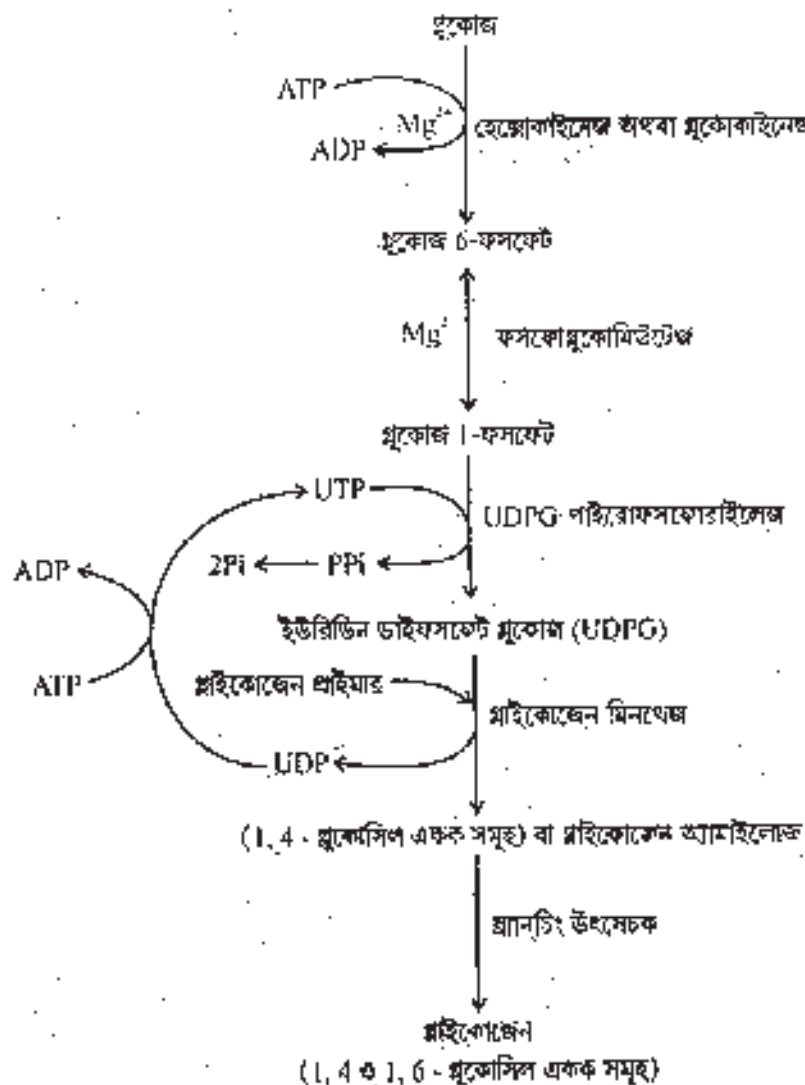 গ্লুকোজ
ATP
Mg²⁺
হেক্সোকাইনেজ অথবা গ্লুকোকাইনেজ
ADP
গ্লুকোজ 6-ফসফেট
Mg²
ফসফোগ্লুকোমিউটেজ
গ্লুকোজ 1-ফসফেট
UTP
UDPG পাইরোফসফোরাইলেজ
2Pi
PPi
ADP
ইউরিডিন ডাইফসফেট গ্লুকোজ (UDPG)
ATP
গ্লাইকোজেন প্রাইমার
গ্লাইকোজেন সিনথেজ
UDP
(1, 4 - গ্লুকোসিল একক সমূহ) বা গ্লাইকোজেন অ্যামাইলোজ
ব্রানচিং উৎসেচক
গ্লাইকোজেন
(1, 4 ও 1, 6 - গ্লুকোসিল একক সমূহ)